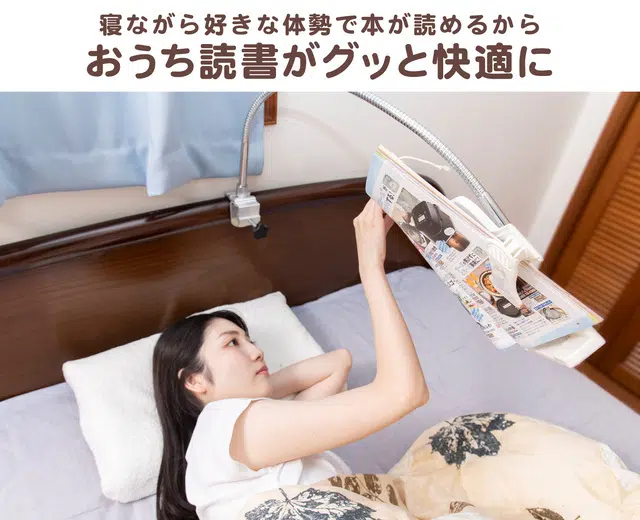 寝ながら好きな体勢で本が読めるから
おうち読書がグッと快適に